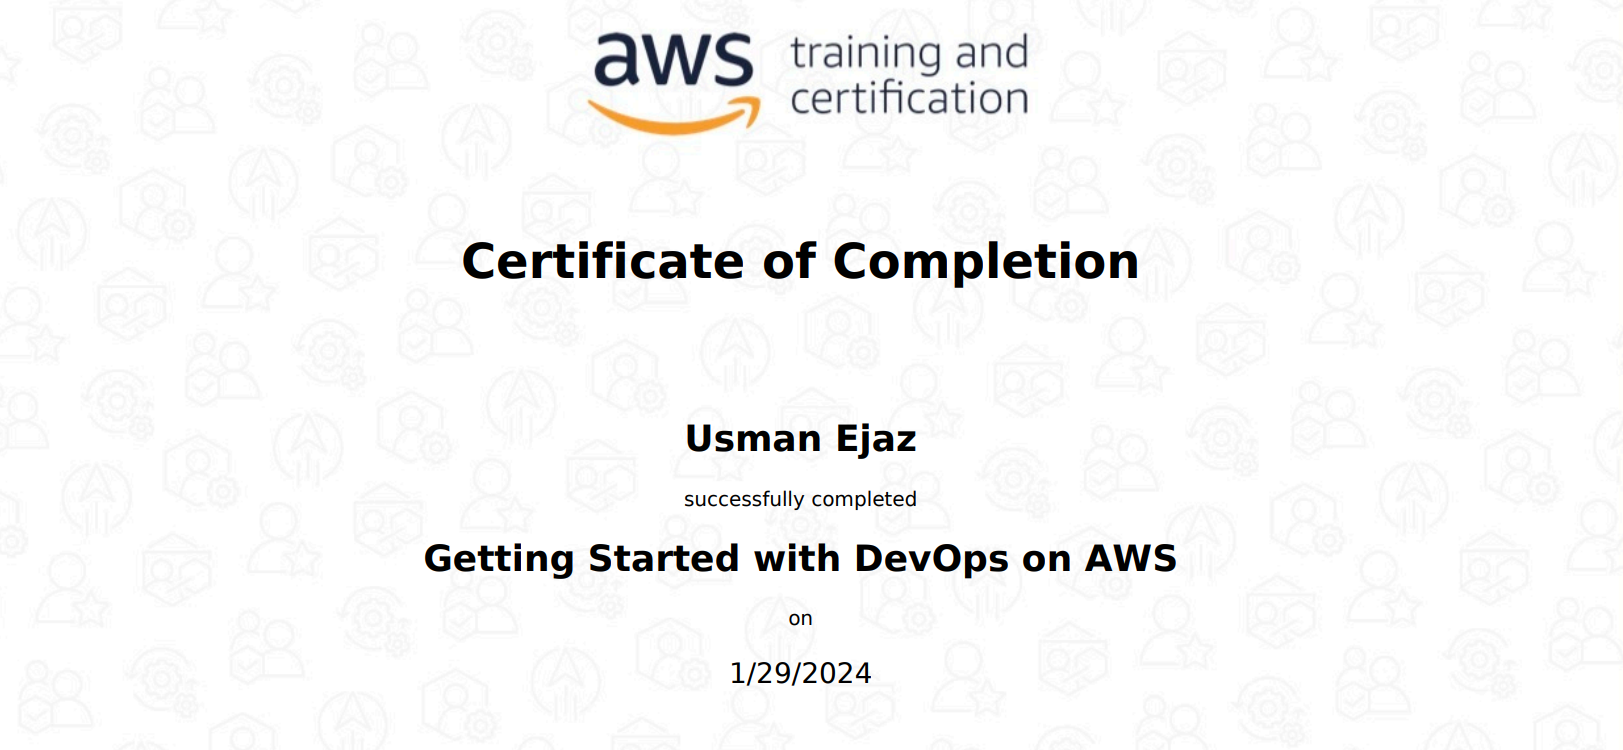 aws training and
certification
Certificate of Completion
Usman Ejaz
successfully completed
Getting Started with DevOps on AWS
on
1/29/2024